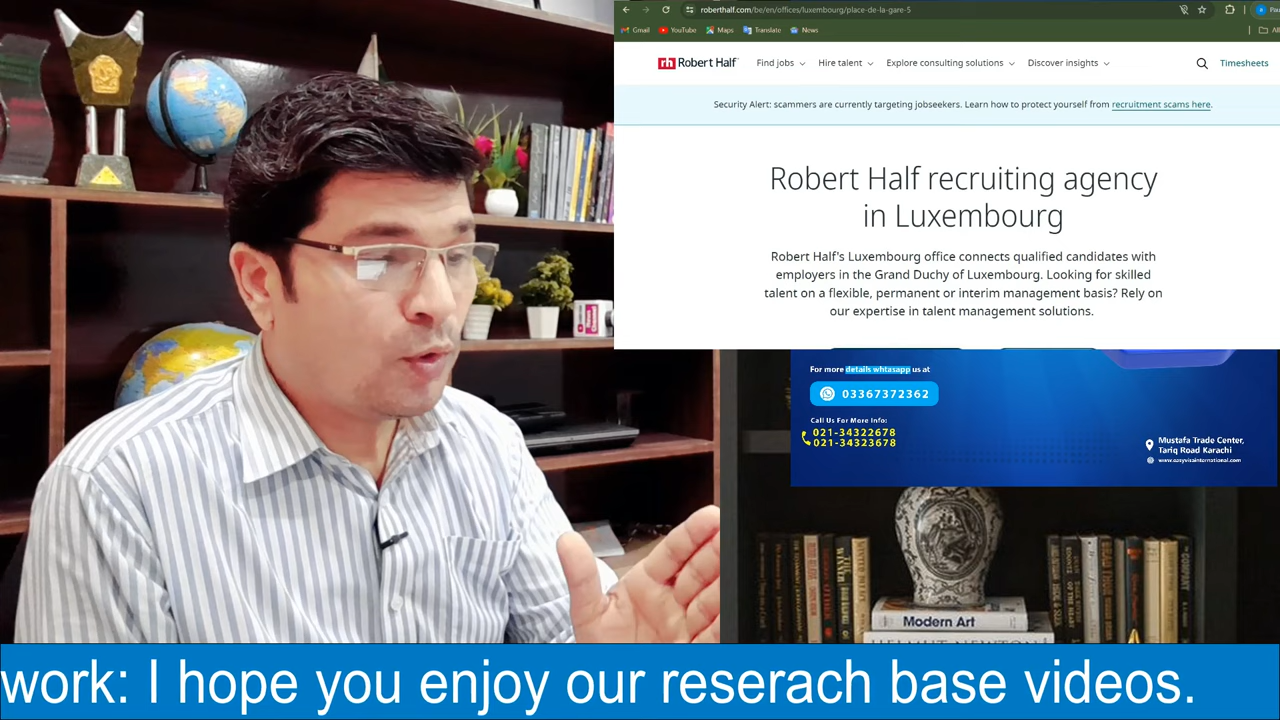 roberthalf.com/be/en/offices/luxembourg/place-de-la-gare-5
Gmail YouTube Maps Translate News
rh Robert Half
Find jobs Hire talent Explore consulting solutions Discover insights Timesheets
Security Alert: scammers are currently targeting jobseekers. Learn how to protect yourself from recruitment scams here.
Robert Half recruiting agency
in Luxembourg
Robert Half's Luxembourg office connects qualified candidates with
employers in the Grand Duchy of Luxembourg. Looking for skilled
talent on a flexible, permanent or interim management basis? Rely on
our expertise in talent management solutions.
For more details whtasapp us at
03367372362
Call Us For More Info:
021-34322678
021-34323678
Mustafa Trade Center,
Tariq Road Karachi
www.easyvisainternational.com
Modern Art
HELMUT NEWTON
work: I hope you enjoy our reserach base videos.